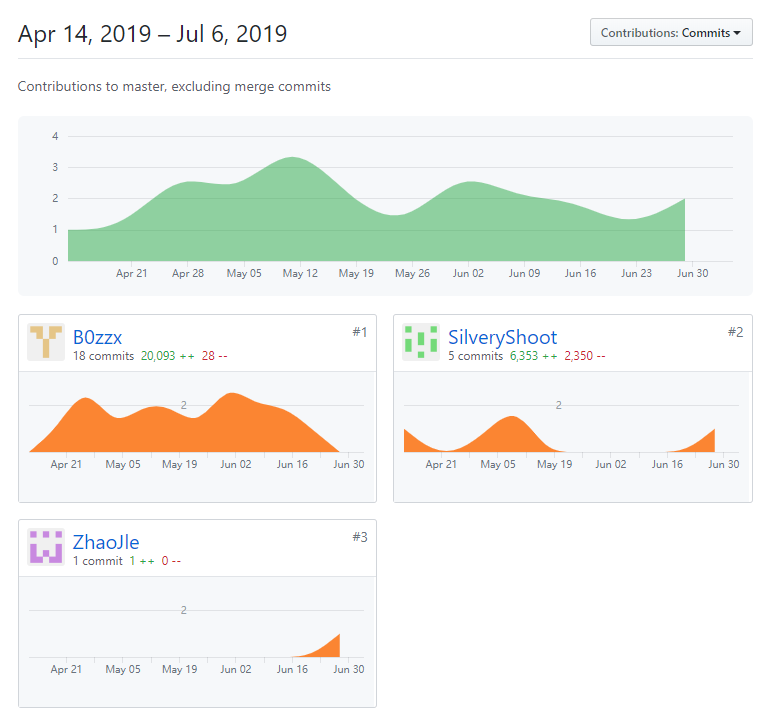 Apr 14, 2019 – Jul 6, 2019
Contributions: Commits
Contributions to master, excluding merge commits
4
3
2
1
0
Apr 21 Apr 28 May 05 May 12 May 19 May 26 Jun 02 Jun 09 Jun 16 Jun 23 Jun 30
B0zzx #1
18 commits 20,093 ++ 28 --
2
Apr 21 May 05 May 19 Jun 02 Jun 16 Jun 30
SilveryShoot #2
5 commits 6,353 ++ 2,350 --
2
Apr 21 May 05 May 19 Jun 02 Jun 16 Jun 30
ZhaoJle #3
1 commit 1 ++ 0 --
2
Apr 21 May 05 May 19 Jun 02 Jun 16 Jun 30